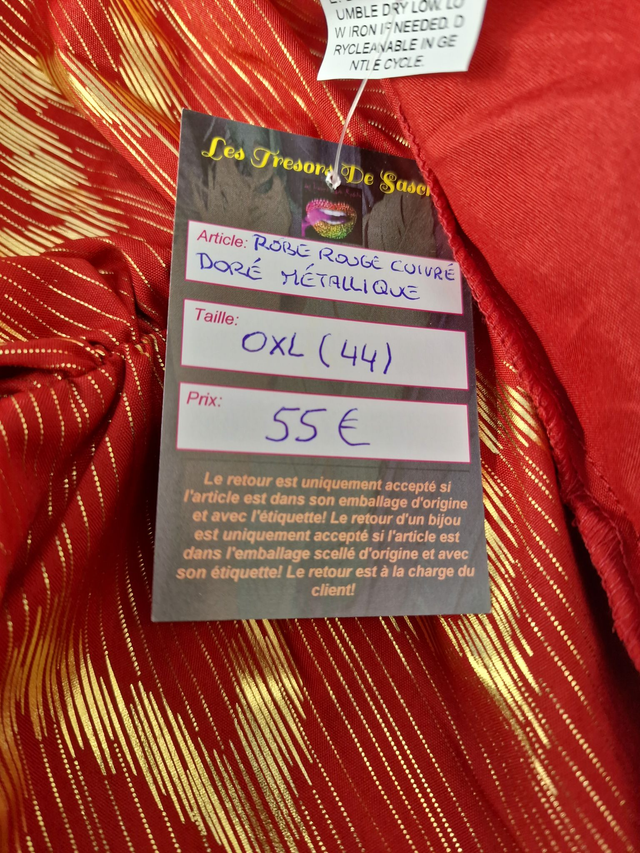 UMBLE DRY LOW. LO
W IRON IF NEEDED. D
RYCLEANABLE IN GE
NTLE CYCLE.
Les Tresors De Sasch
Article: ROBE ROUGE CUIVRÉ
DORÉ MÉTALLIQUE
Taille:
0XL (44)
Prix:
55 €
Le retour est uniquement accepté si
l'article est dans son emballage d'origine
et avec l'étiquette! Le retour d'un bijou
est uniquement accepté si l'article est
dans l'emballage scellé d'origine et avec
son étiquette! Le retour est à la charge du
client!